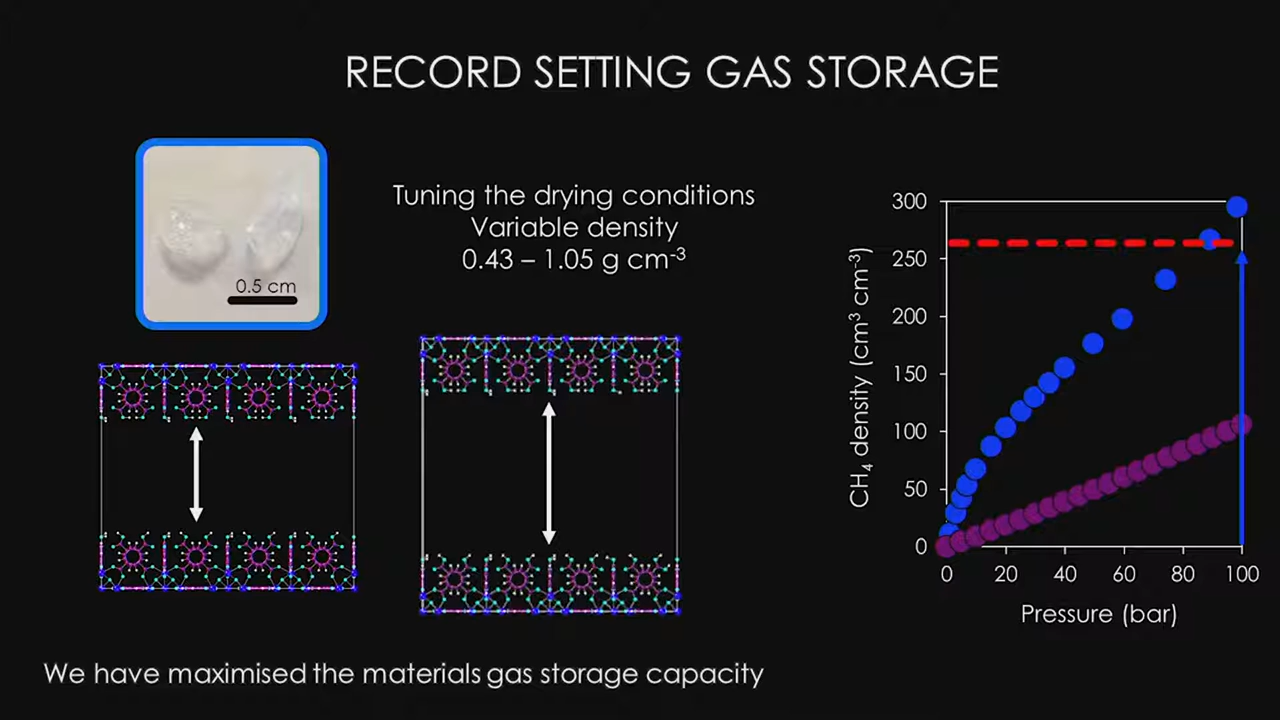 RECORD SETTING GAS STORAGE
0.5 cm
Tuning the drying conditions
Variable density
0.43 – 1.05 g cm⁻³
CH₄ density (cm³ cm⁻³)
300
250
200
150
100
50
0
0 20 40 60 80 100
Pressure (bar)
We have maximised the materials gas storage capacity